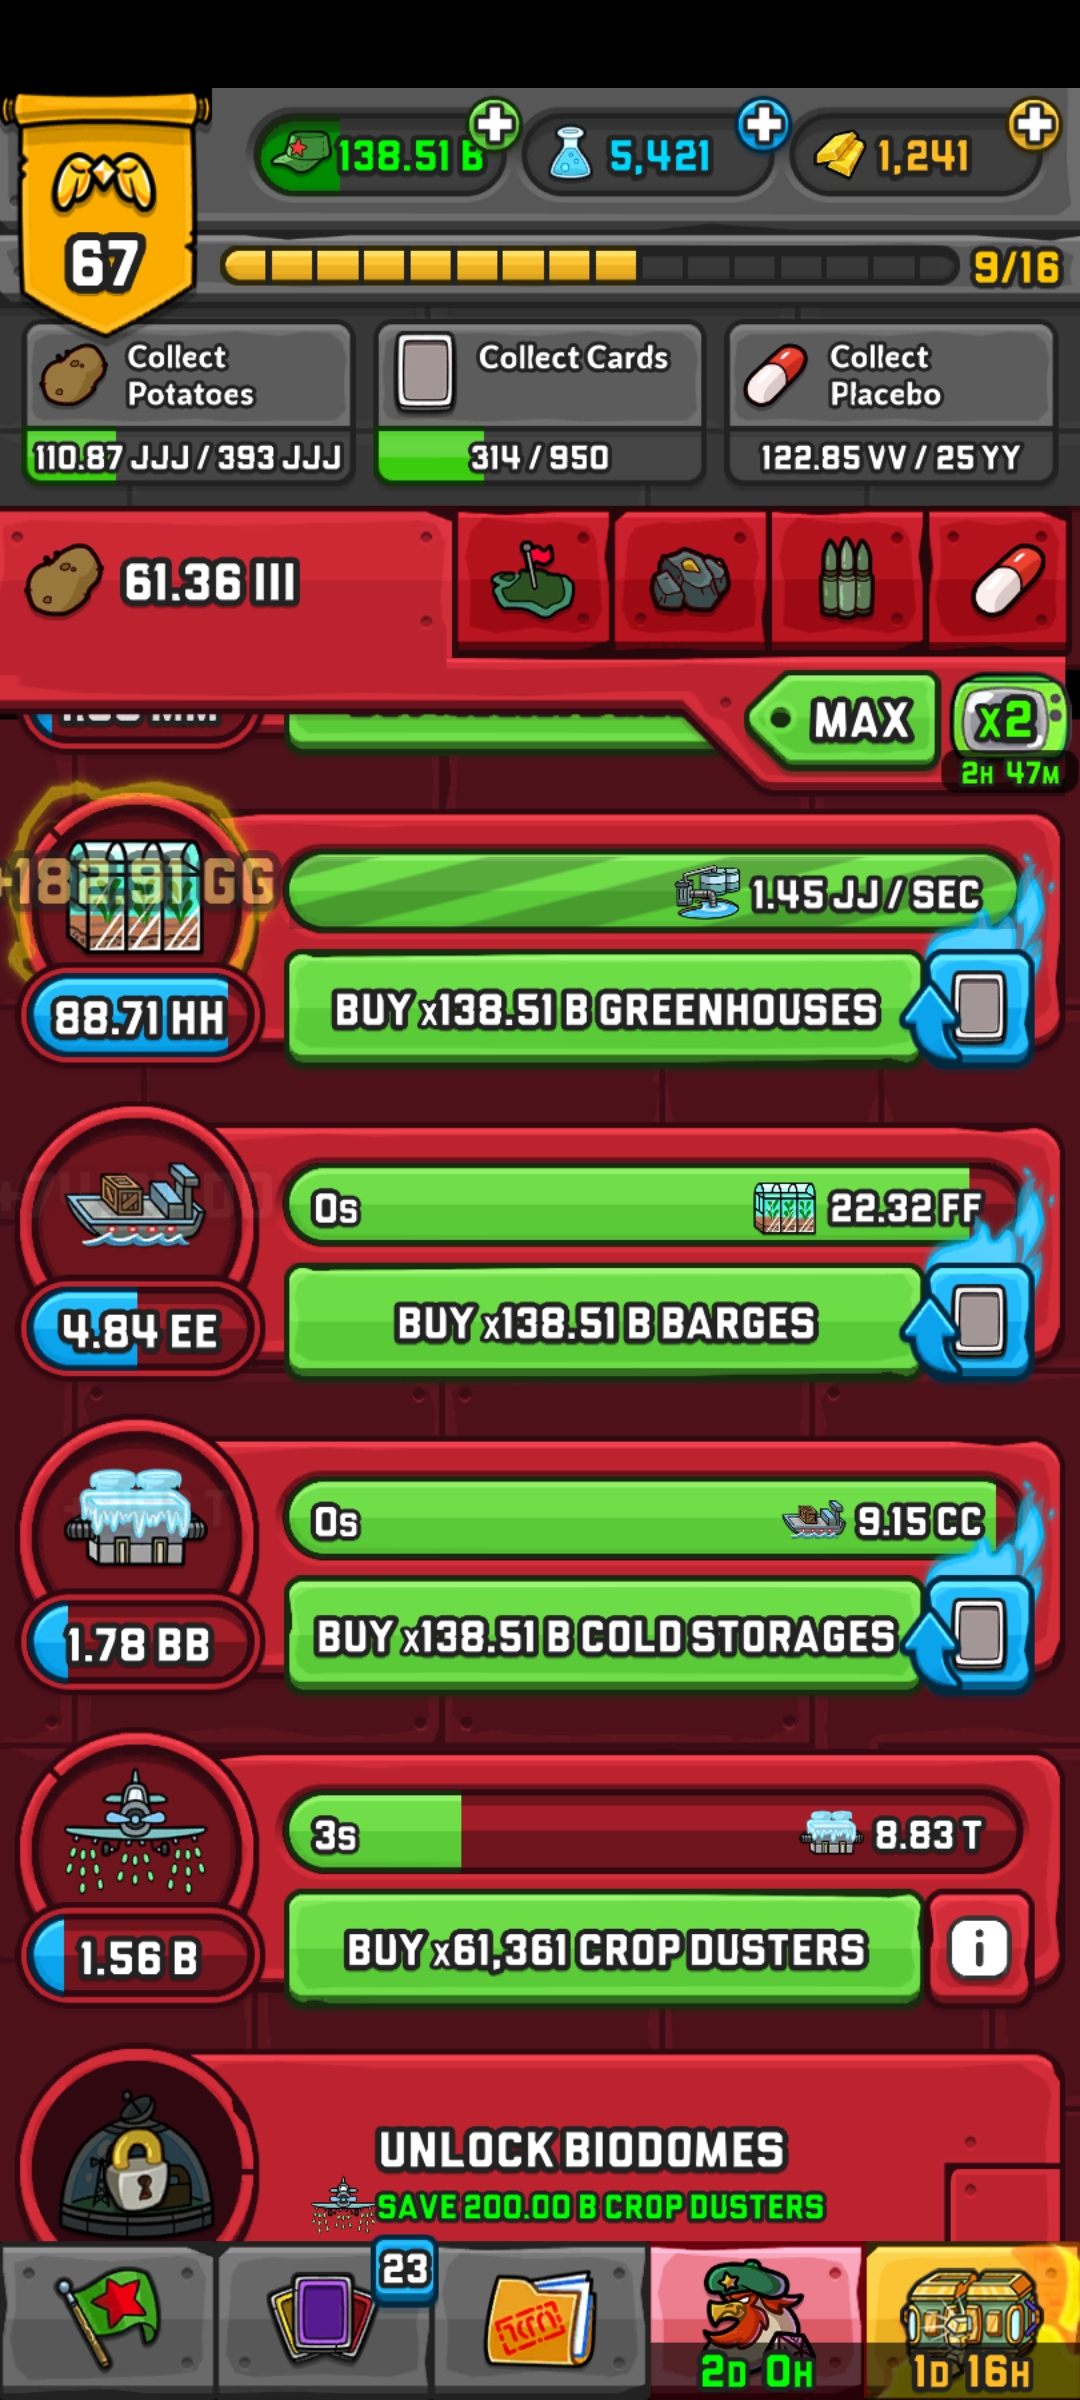 138.51 B
5,421
1,241
67
9/16
Collect
Potatoes
110.87 JJJ / 393 JJJ
Collect Cards
314 / 950
Collect
Placebo
122.85 VV / 25 YY
61.36 III
MAX
x2
2H 47M
+182.91 GG
1.45 JJ / SEC
88.71 HH
BUY x138.51 B GREENHOUSES
0s
22.32 FF
4.84 EE
BUY x138.51 B BARGES
0s
9.15 CC
1.78 BB
BUY x138.51 B COLD STORAGES
3s
8.83 T
1.56 B
BUY x61,361 CROP DUSTERS
i
UNLOCK BIODOMES
SAVE 200.00 B CROP DUSTERS
23
2D 0H
1D 16H